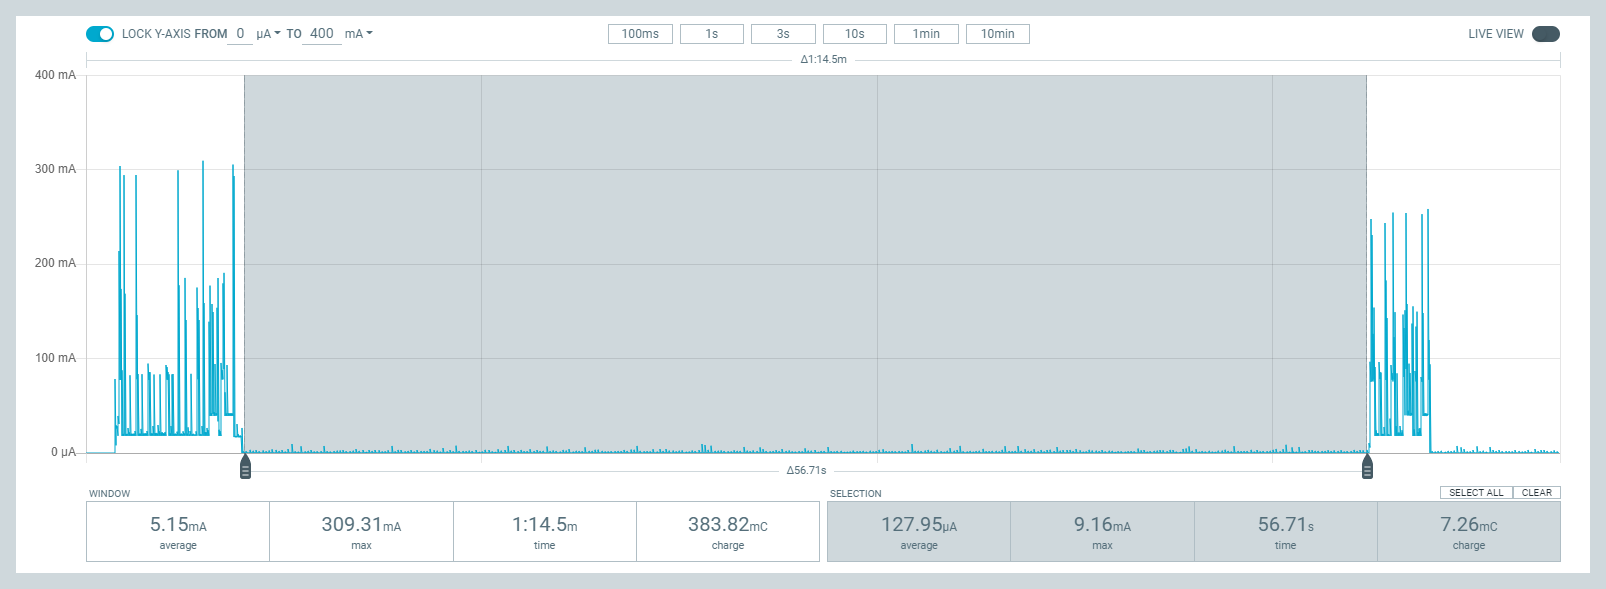 LOCK Y-AXIS FROM 0 µA TO 400 mA 100ms 1s 3s 10s 1min 10min LIVE VIEW
Δ1:14.5m
400 mA
300 mA
200 mA
100 mA
0 µA
Δ56.71s
WINDOW SELECTION SELECT ALL CLEAR
5.15mA 309.31mA 1:14.5m 383.82mC 127.95µA 9.16mA 56.71s 7.26mC
average max time charge average max time charge